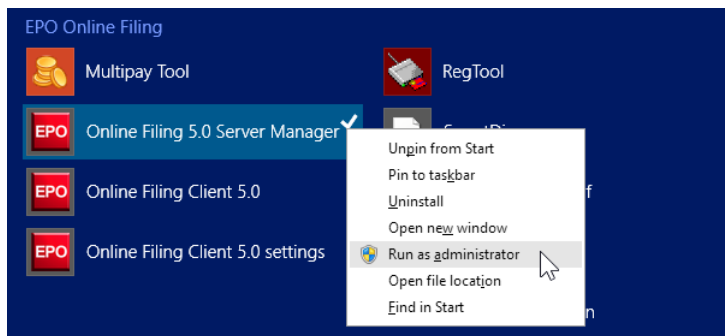 EPO Online Filing
Multipay Tool
RegTool
EPO Online Filing 5.0 Server Manager
EPO Online Filing Client 5.0
EPO Online Filing Client 5.0 settings
Unpin from Start
Pin to taskbar
Uninstall
Open new window
Run as administrator
Open file location
Find in Start